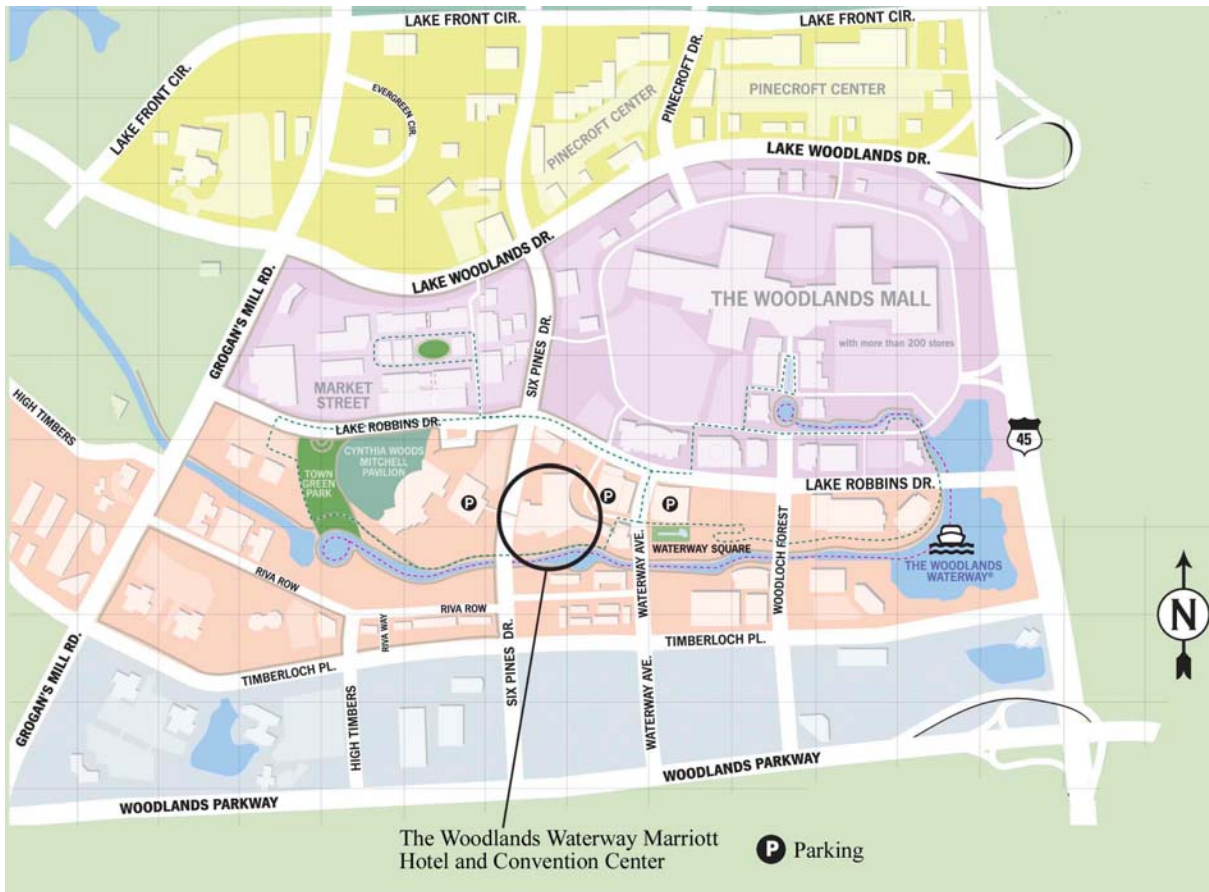 LAKE FRONT CIR.
LAKE FRONT CIR.
LAKE FRONT CIR.
EVERGREEN CIR.
PINECROFT CENTER
PINECROFT DR.
PINECROFT CENTER
LAKE WOODLANDS DR.
LAKE WOODLANDS DR.
GROGAN'S MILL RD.
SIX PINES DR.
THE WOODLANDS MALL
with more than 200 stores
MARKET
STREET
HIGH TIMBERS
LAKE ROBBINS DR.
45
CYNTHIA WOODS
MITCHELL
PAVILION
TOWN
GREEN
PARK
LAKE ROBBINS DR.
P
P
P
WATERWAY SQUARE
WATERWAY AVE.
WOODLOCH FOREST
THE WOODLANDS
WATERWAY®
RIVA ROW
RIVA ROW
RIVA WAY
TIMBERLOCH PL.
TIMBERLOCH PL.
N
GROGAN'S MILL RD.
HIGH TIMBERS
SIX PINES DR.
WATERWAY AVE.
WOODLANDS PARKWAY
WOODLANDS PARKWAY
The Woodlands Waterway Marriott
Hotel and Convention Center
P Parking